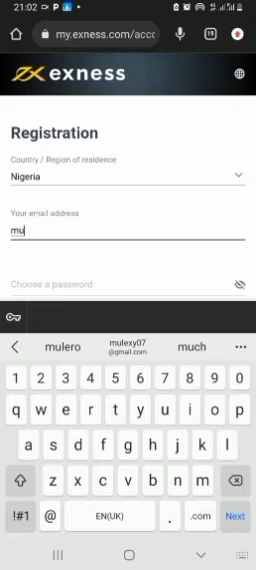 21:02
19
my.exness.com/acco
exness
Registration
Country / Region of residence
Nigeria
Your email address
mu
Choose a password
mulero
mulexy07
@gmail.com
much
1 2 3 4 5 6 7 8 9 0
q w e r t y u i o p
a s d f g h j k l
z x c v b n m
!#1 @ EN(UK) . .com Next